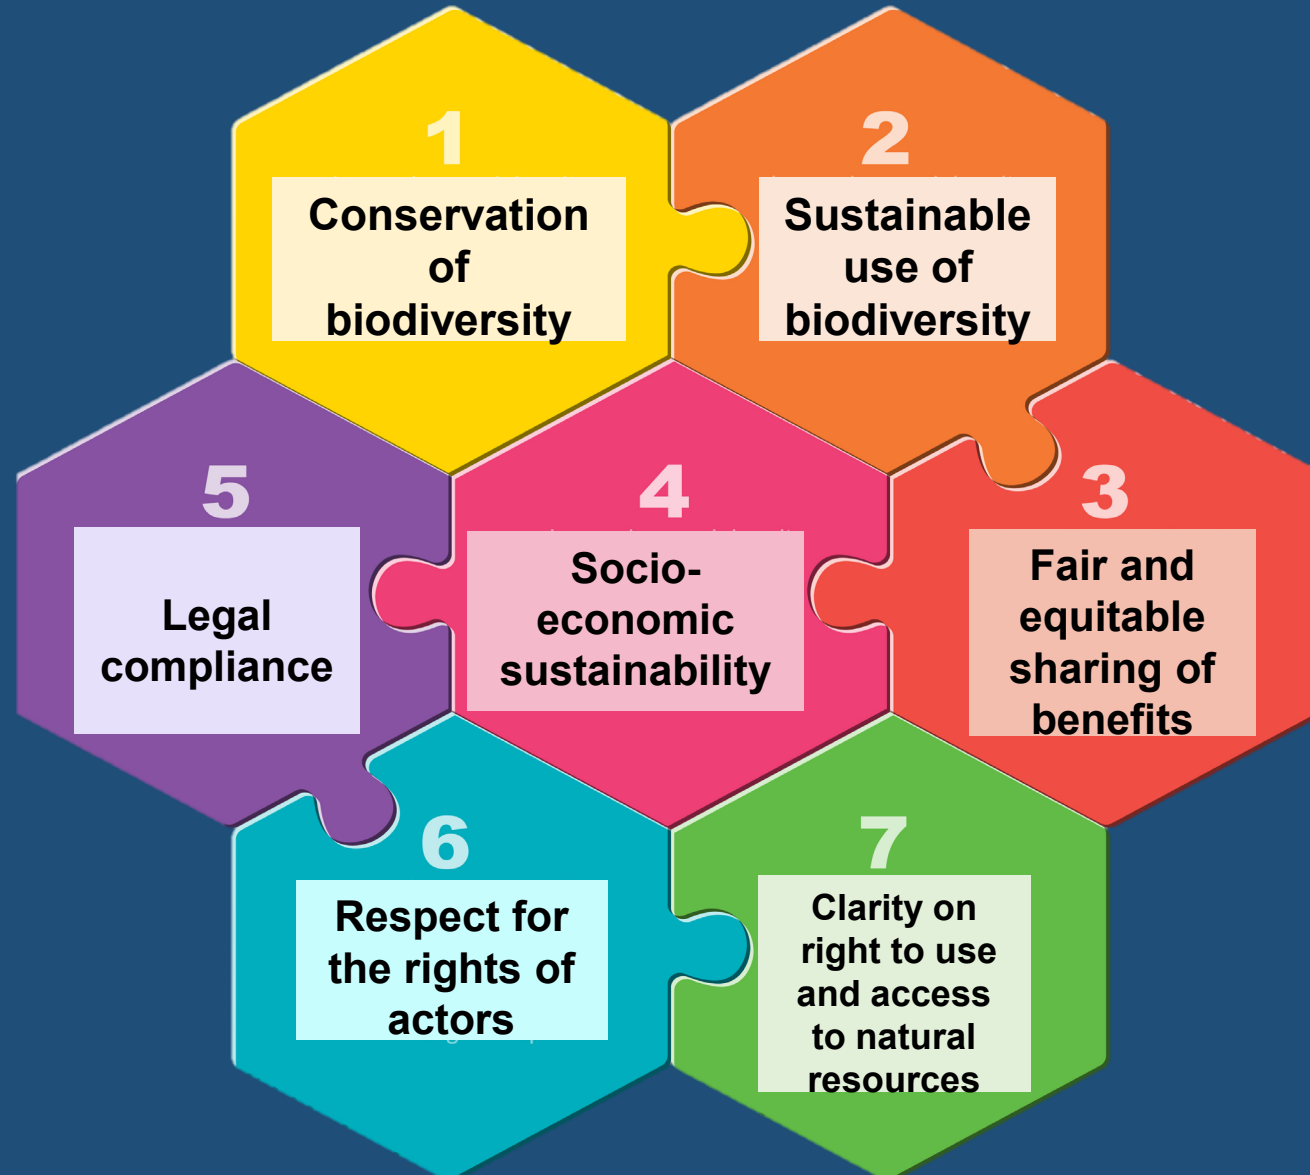 1
Conservation
of
biodiversity
2
Sustainable
use of
biodiversity
5
Legal
compliance
4
Socio-
economic
sustainability
3
Fair and
equitable
sharing of
benefits
6
Respect for
the rights of
actors
7
Clarity on
right to use
and access
to natural
resources